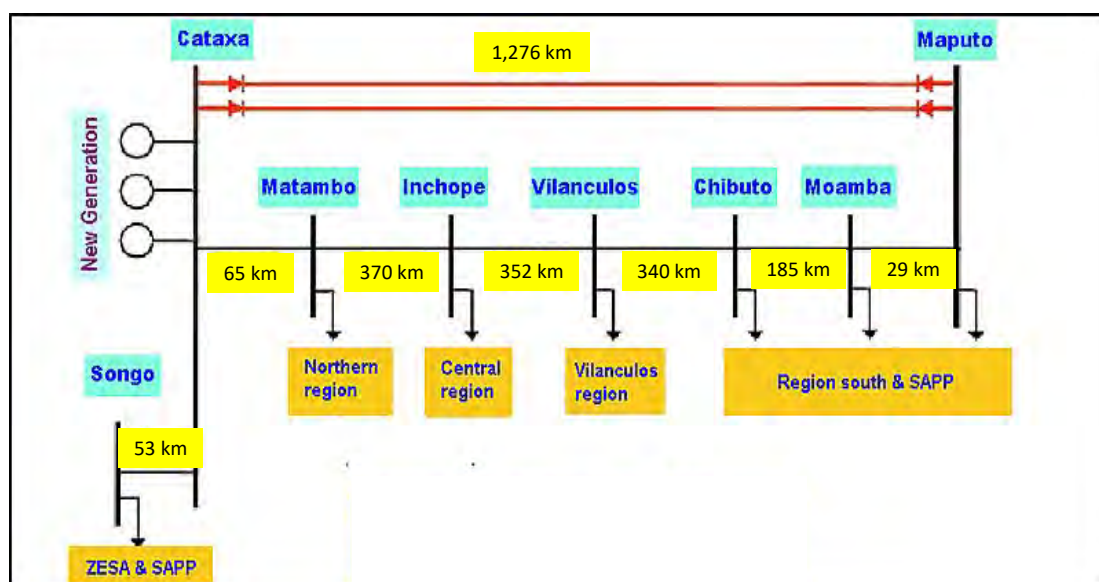 Cataxa
1,276 km
Maputo
New Generation
Matambo
Inchope
Vilanculos
Chibuto
Moamba
65 km
370 km
352 km
340 km
185 km
29 km
Northern
region
Central
region
Vilanculos
region
Region south & SAPP
Songo
53 km
ZESA & SAPP